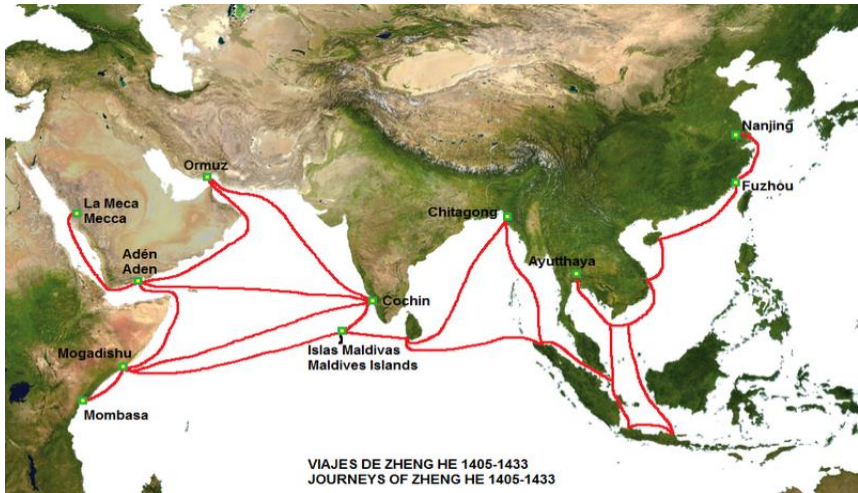 Nanjing
Ormuz
Fuzhou
La Meca
Mecca
Chitagong
Adén
Aden
Ayutthaya
Cochin
Islas Maldivas
Maldives Islands
Mogadishu
Mombasa
VIAJES DE ZHENG HE 1405-1433
JOURNEYS OF ZHENG HE 1405-1433